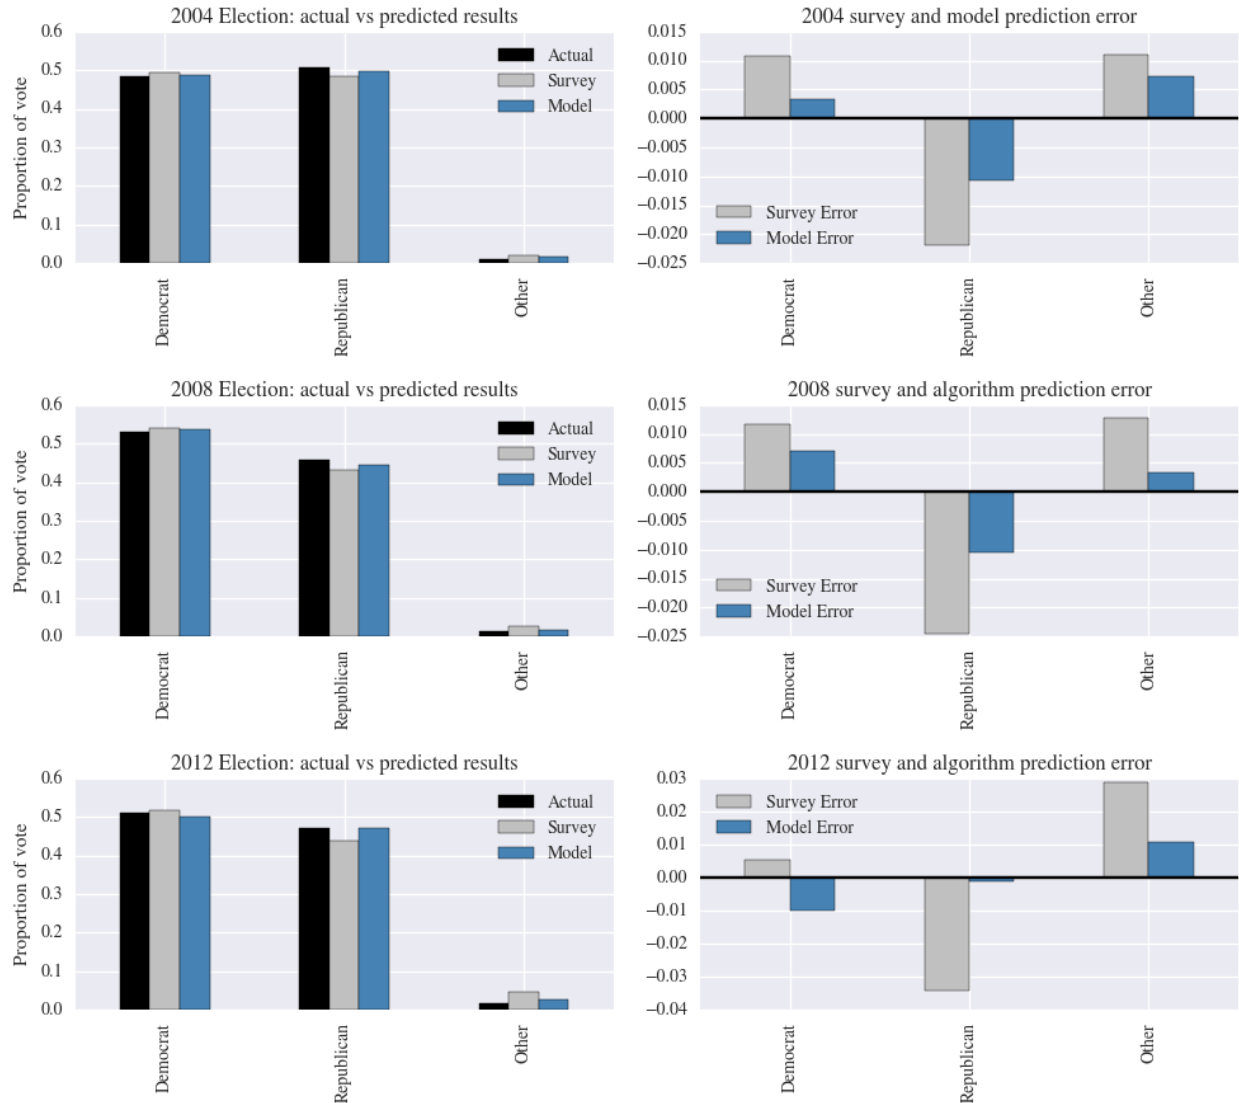 2004 Election: actual vs predicted results
Proportion of vote
0.6
0.5
0.4
0.3
0.2
0.1
0.0
Actual
Survey
Model
Democrat
Republican
Other
2004 survey and model prediction error
0.015
0.010
0.005
0.000
−0.005
−0.010
−0.015
−0.020
−0.025
Survey Error
Model Error
Democrat
Republican
Other
2008 Election: actual vs predicted results
Proportion of vote
0.6
0.5
0.4
0.3
0.2
0.1
0.0
Actual
Survey
Model
Democrat
Republican
Other
2008 survey and algorithm prediction error
0.015
0.010
0.005
0.000
−0.005
−0.010
−0.015
−0.020
−0.025
Survey Error
Model Error
Democrat
Republican
Other
2012 Election: actual vs predicted results
Proportion of vote
0.6
0.5
0.4
0.3
0.2
0.1
0.0
Actual
Survey
Model
Democrat
Republican
Other
2012 survey and algorithm prediction error
0.03
0.02
0.01
0.00
−0.01
−0.02
−0.03
−0.04
Survey Error
Model Error
Democrat
Republican
Other